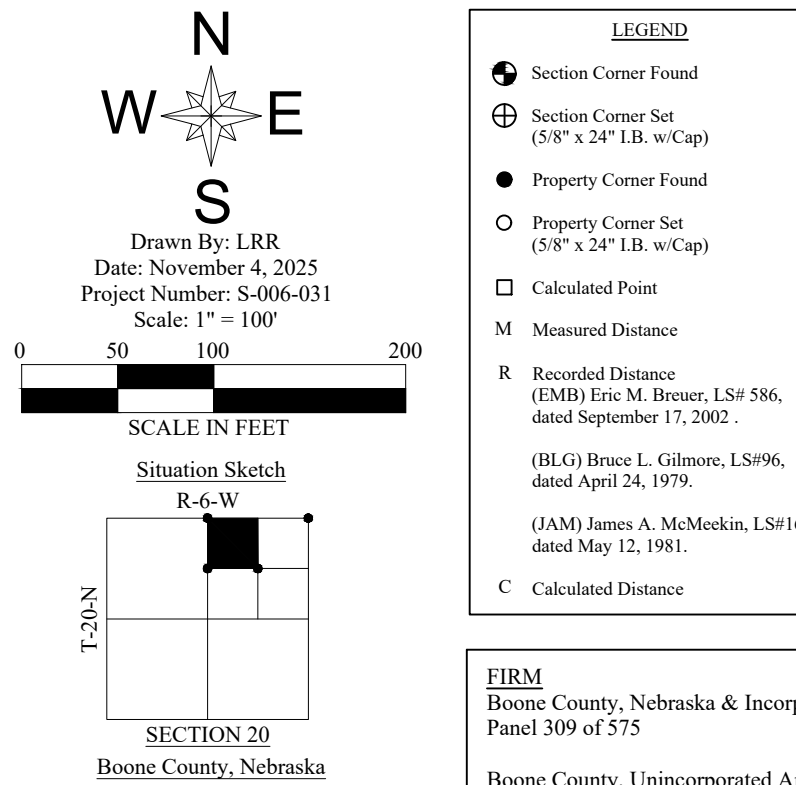 N
W E
S
Drawn By: LRR
Date: November 4, 2025
Project Number: S-006-031
Scale: 1" = 100'
0 50 100 200
SCALE IN FEET
Situation Sketch
R-6-W
T-20-N
SECTION 20
Boone County, Nebraska
LEGEND
Section Corner Found
Section Corner Set
(5/8" x 24" I.B. w/Cap)
Property Corner Found
Property Corner Set
(5/8" x 24" I.B. w/Cap)
Calculated Point
M Measured Distance
R Recorded Distance
(EMB) Eric M. Breuer, LS# 586,
dated September 17, 2002 .
(BLG) Bruce L. Gilmore, LS#96,
dated April 24, 1979.
(JAM) James A. McMeekin,
dated May 12, 1981.
C Calculated Distance
FIRM
Boone County, Nebraska &
Panel 309 of 575
Boone County, Unincorporated